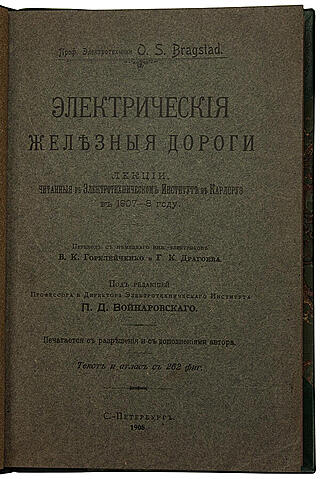 Проф. Электротехники O. S. Bragstad.
ЭЛЕКТРИЧЕСКІЯ
ЖЕЛѢЗНЫЯ ДОРОГИ
ЛЕКЦІИ,
ЧИТАННЫЯ ВЪ ЭЛЕКТРОТЕХНИЧЕСКОМЪ ИНСТИТУТѢ ВЪ КАРЛСРУЭ
ВЪ 1907—8 ГОДУ.
Переводъ съ нѣмецкаго инж.-электриковъ
В. К. Горелейченко и Г. К. Драгоева.
Подъ редакціей
Профессора и Директора Электротехническаго Института
П. Д. ВОЙНАРОВСКАГО.
Печатается съ разрѣшенія и съ дополненіями автора.
Текстъ и атласъ съ 262 фиг.
С.-ПЕТЕРБУРГЪ.
1908.